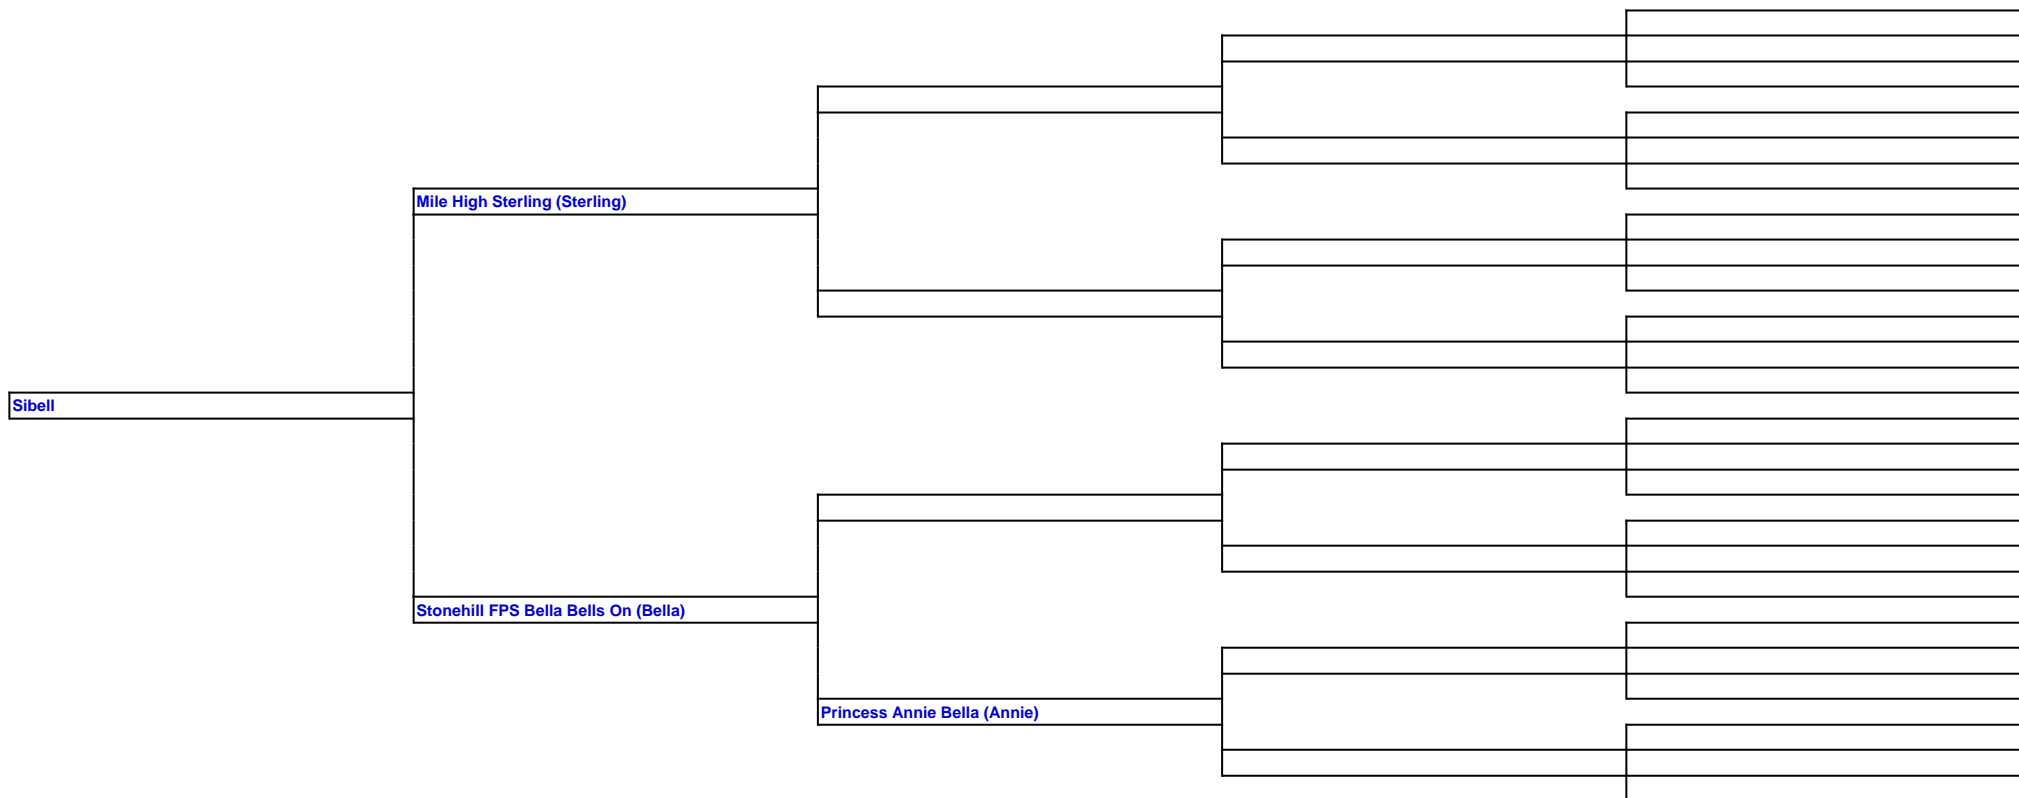 Mile High Sterling (Sterling)
Sibell
Stonehill FPS Bella Bells On (Bella)
Princess Annie Bella (Annie)